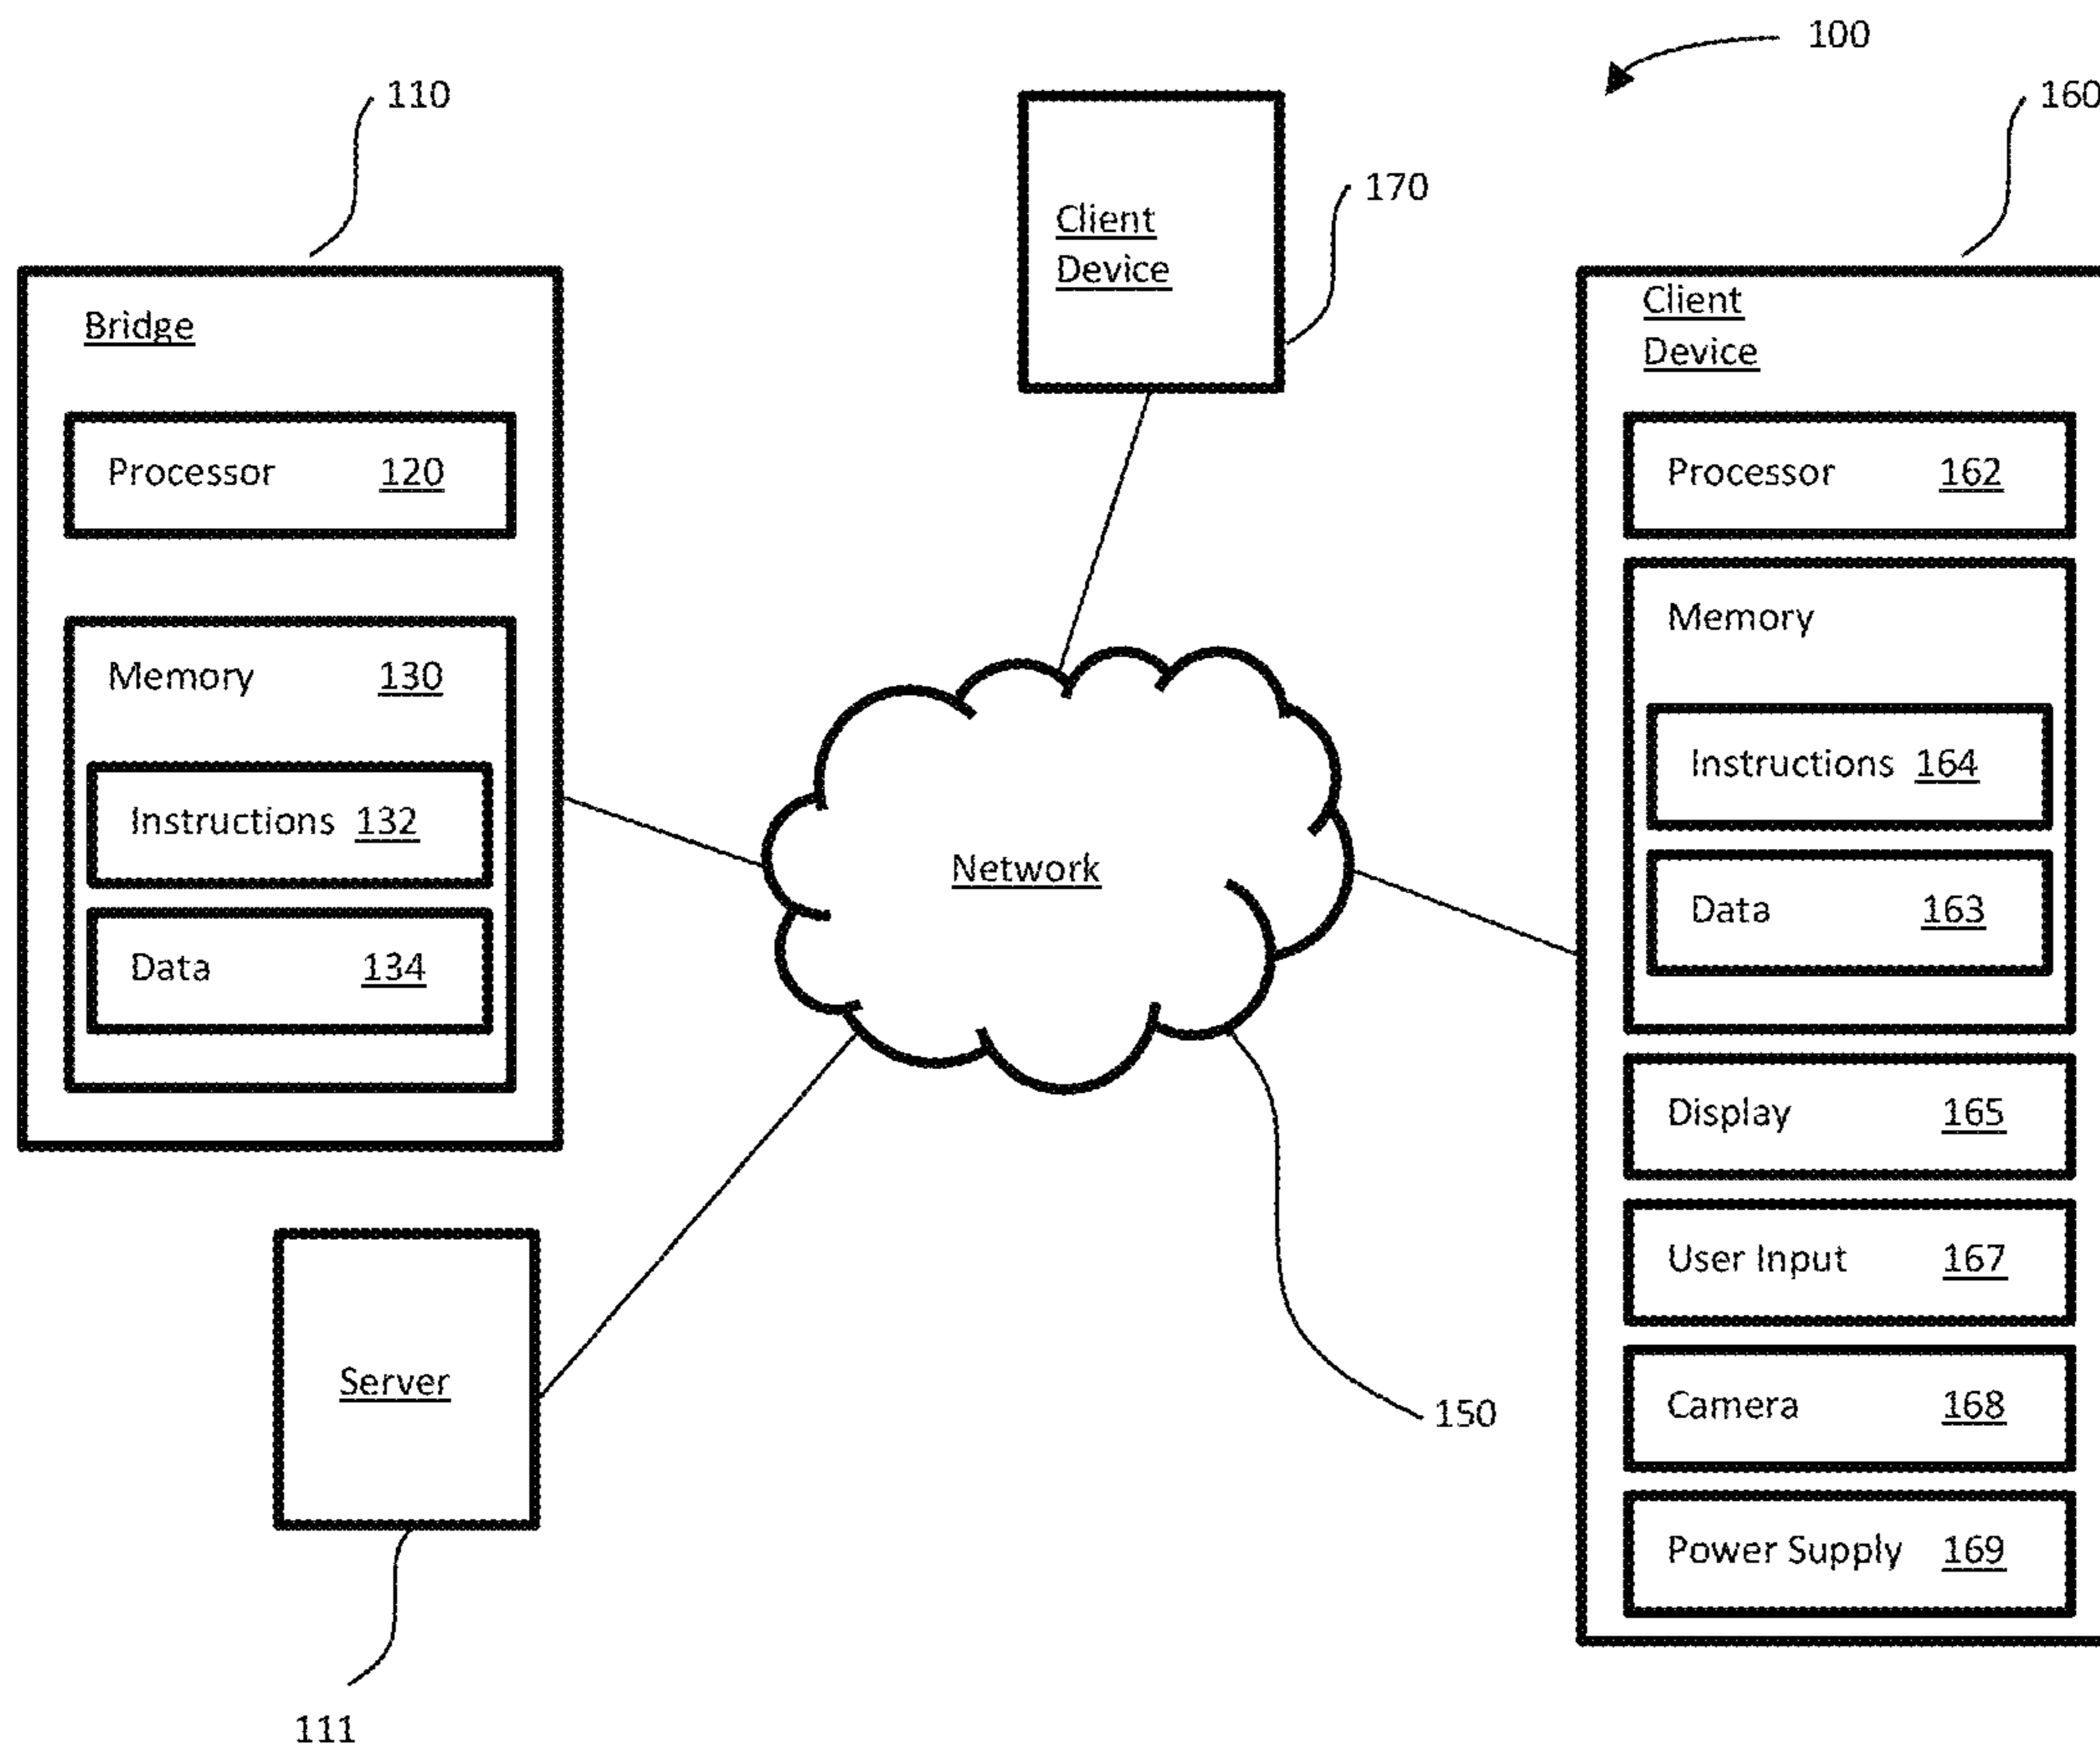 100
110
160
170
Client
Device
Bridge
Processor 120
Memory 130
Instructions 132
Data 134
Client
Device
Processor 162
Memory
Instructions 164
Data 163
Display 165
User Input 167
Camera 168
Power Supply 169
Network
150
Server
111